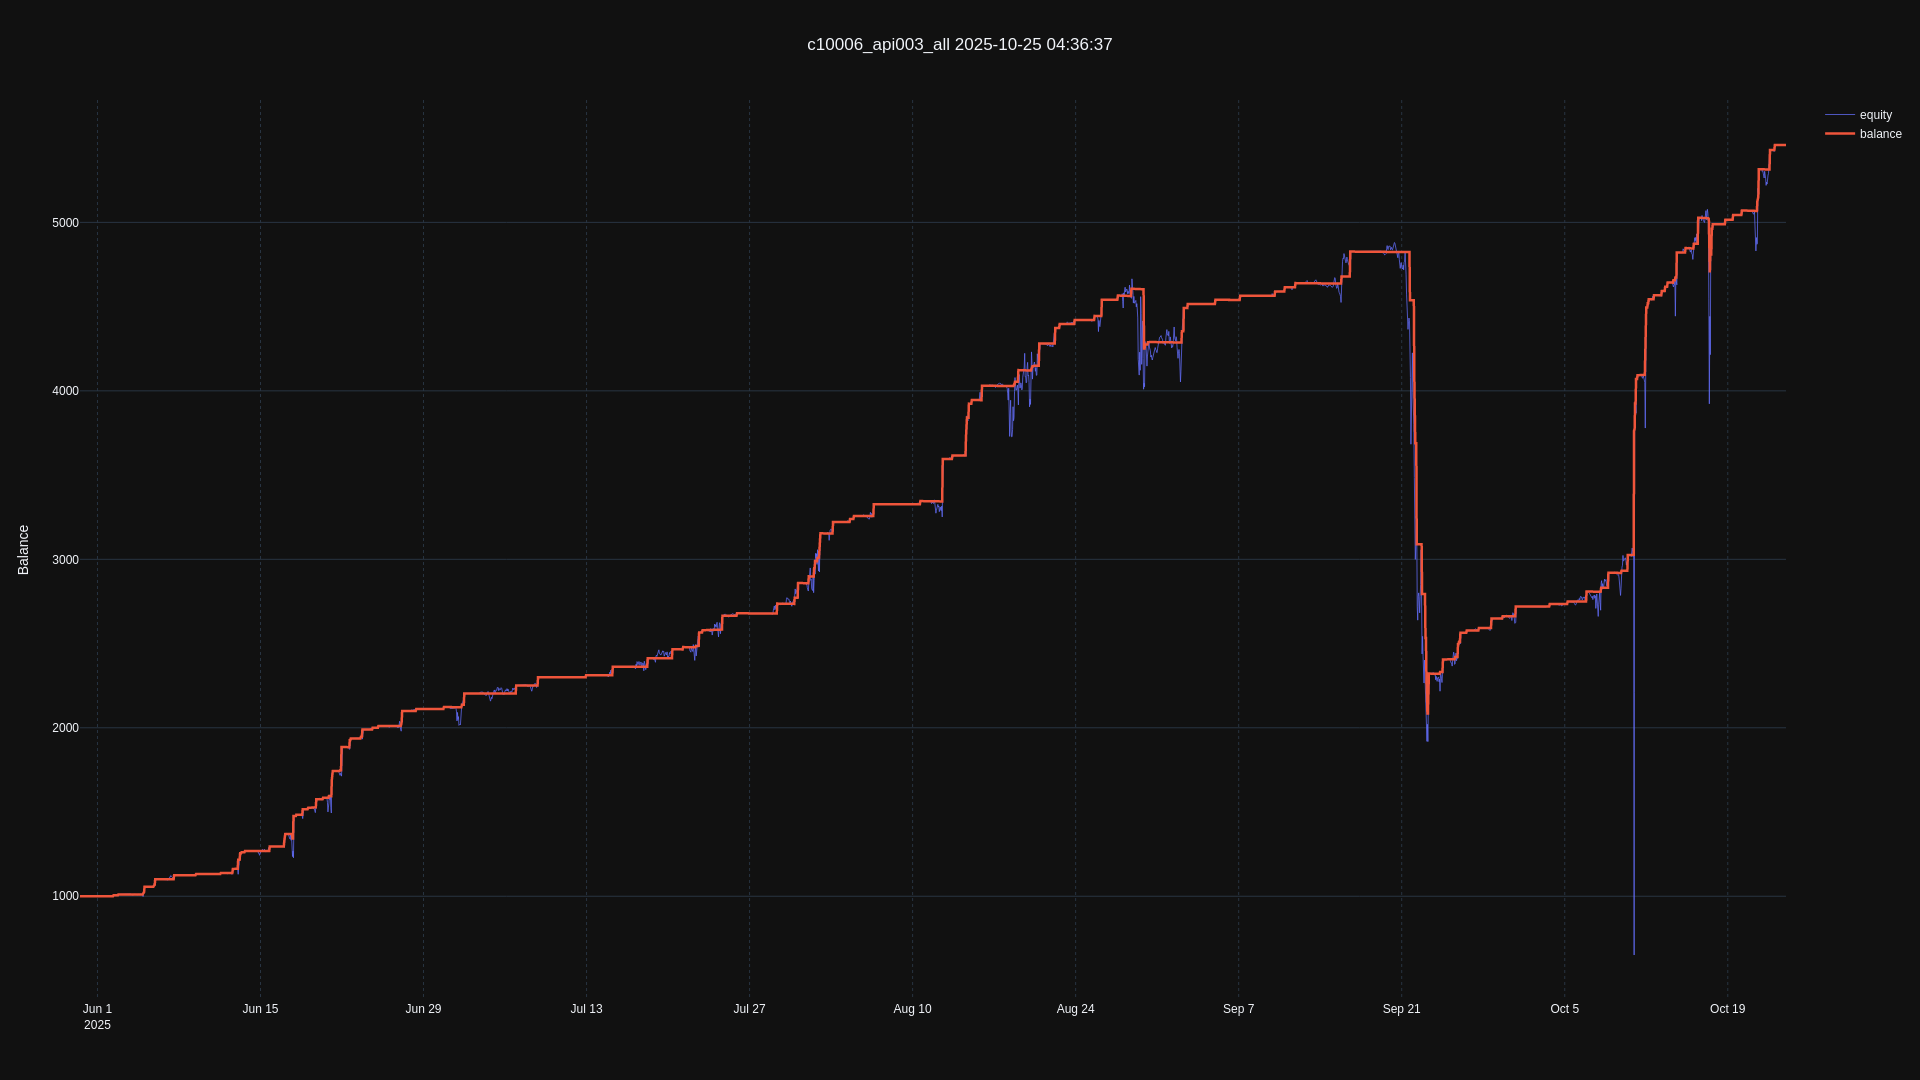 c10006_api003_all 2025-10-25 04:36:37
equity
balance
Balance
5000
4000
3000
2000
1000
Jun 1
2025
Jun 15
Jun 29
Jul 13
Jul 27
Aug 10
Aug 24
Sep 7
Sep 21
Oct 5
Oct 19